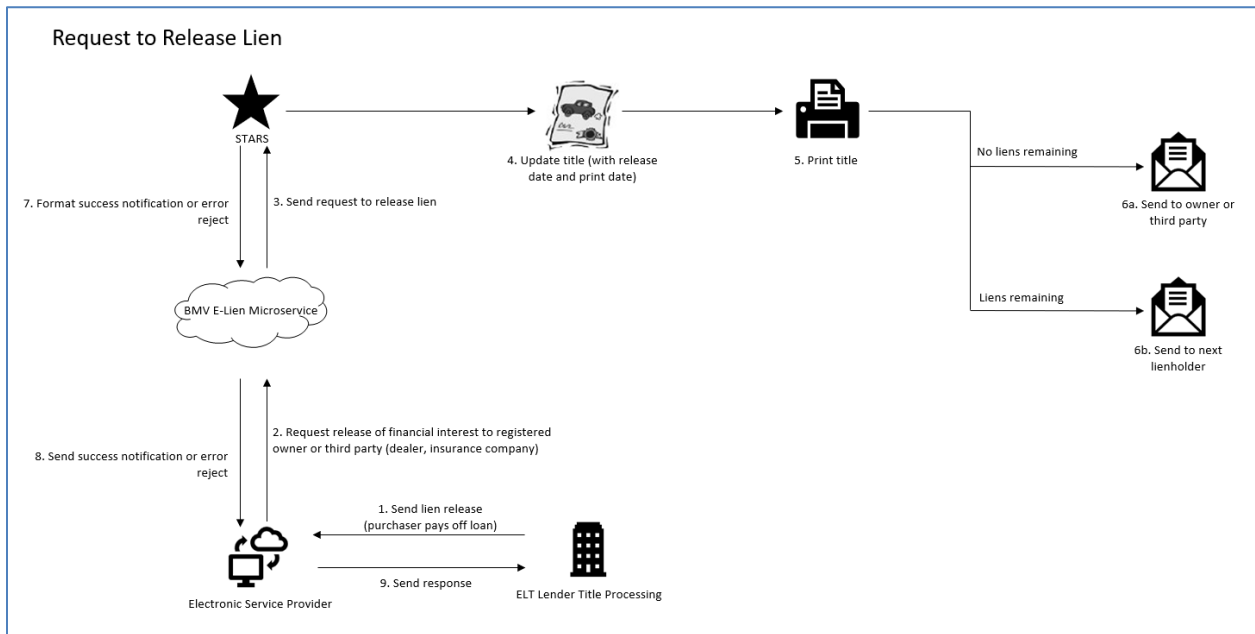 Request to Release Lien
STARS
4. Update title (with release
date and print date)
5. Print title
No liens remaining
6a. Send to owner or
third party
7. Format success notification or error
reject
3. Send request to release lien
BMV E-Lien Microservice
Liens remaining
6b. Send to next
lienholder
2. Request release of financial interest to registered
owner or third party (dealer, insurance company)
8. Send success notification or error
reject
1. Send lien release
(purchaser pays off loan)
9. Send response
Electronic Service Provider
ELT Lender Title Processing